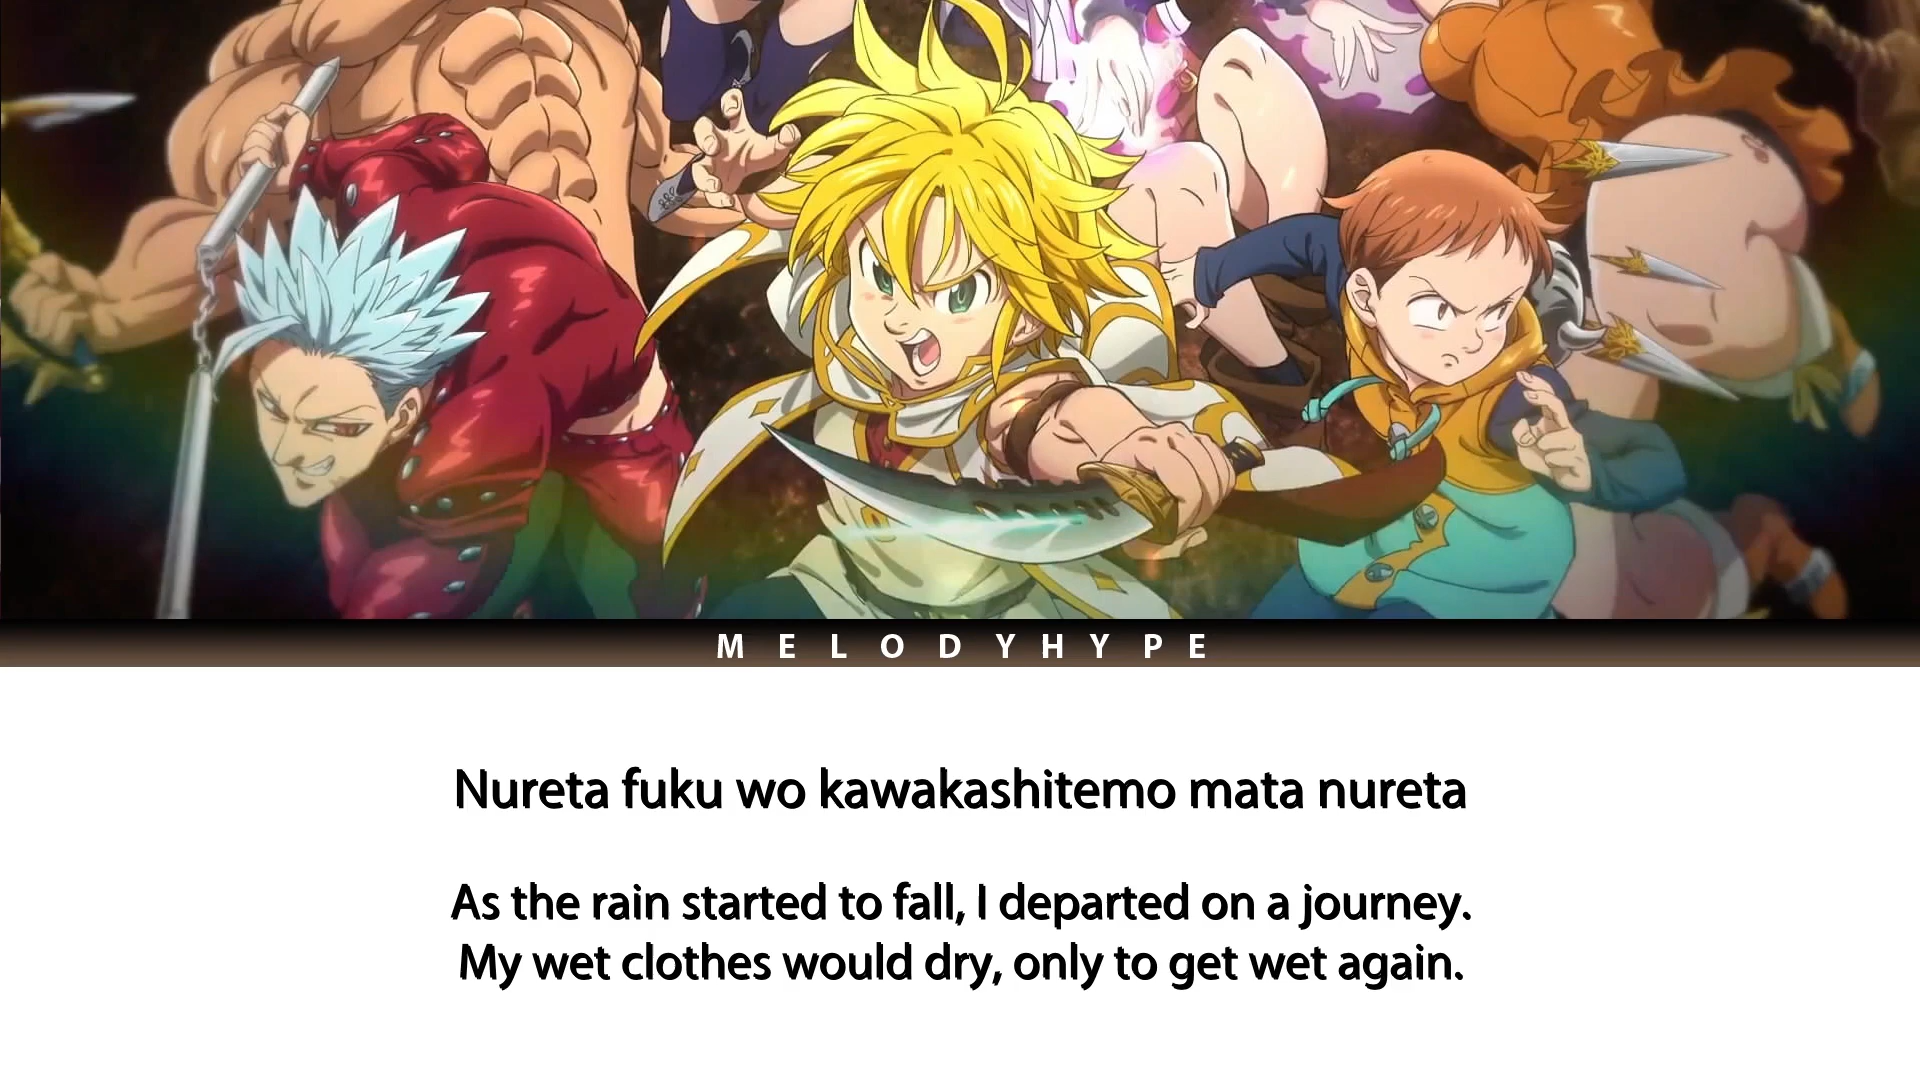 MELODYHYPE
Nureta fuku wo kawakashitemo mata nureta
As the rain started to fall, I departed on a journey.
My wet clothes would dry, only to get wet again.